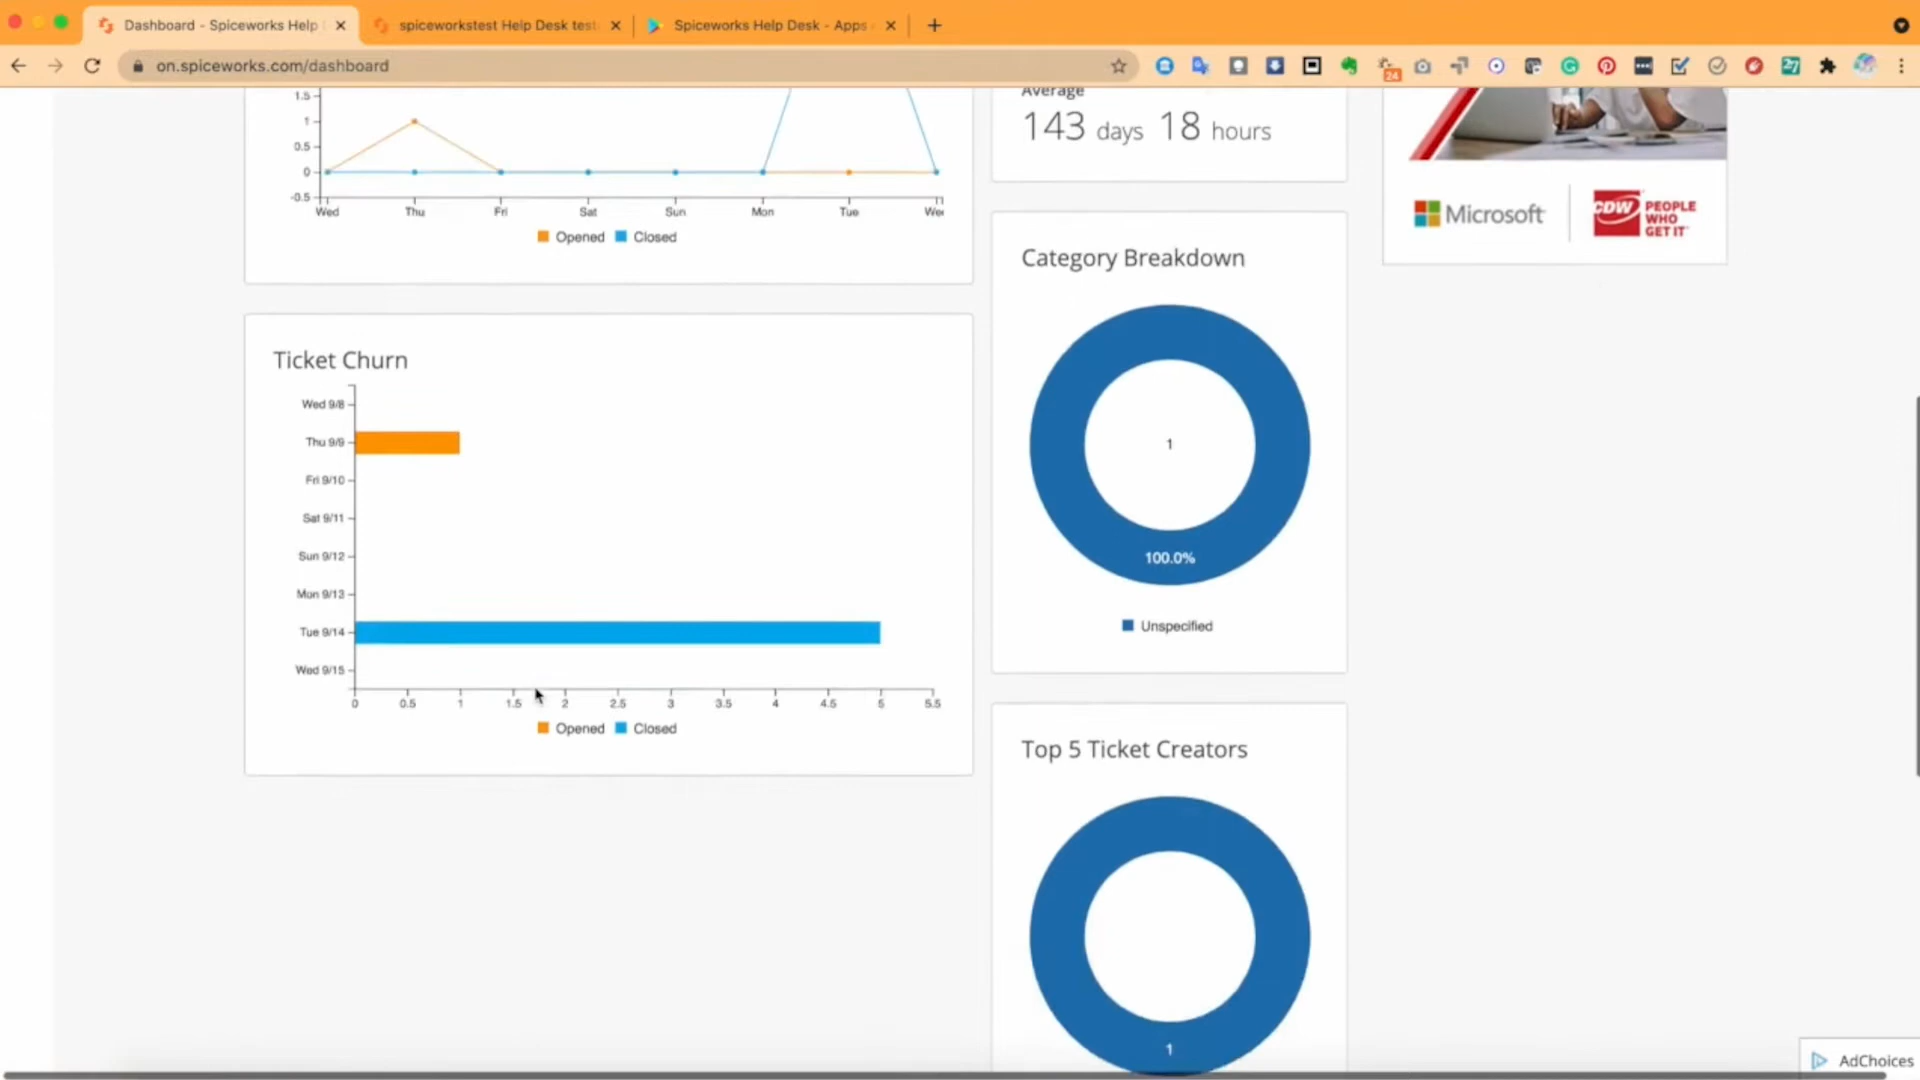 Dashboard - Spiceworks Help
spiceworkstest Help Desk test
Spiceworks Help Desk - Apps
on.spiceworks.com/dashboard
24
27
1.5
1
0.5
0
-0.5
Wed Thu Fri Sat Sun Mon Tue We
Opened Closed
Average
143 days 18 hours
Microsoft
CDW PEOPLE
WHO
GET IT
Ticket Churn
Wed 9/8
Thu 9/9
Fri 9/10
Sat 9/11
Sun 9/12
Mon 9/13
Tue 9/14
Wed 9/15
0 0.5 1 1.5 2 2.5 3 3.5 4 4.5 5 5.5
Opened Closed
Category Breakdown
1
100.0%
Unspecified
Top 5 Ticket Creators
1
AdChoices